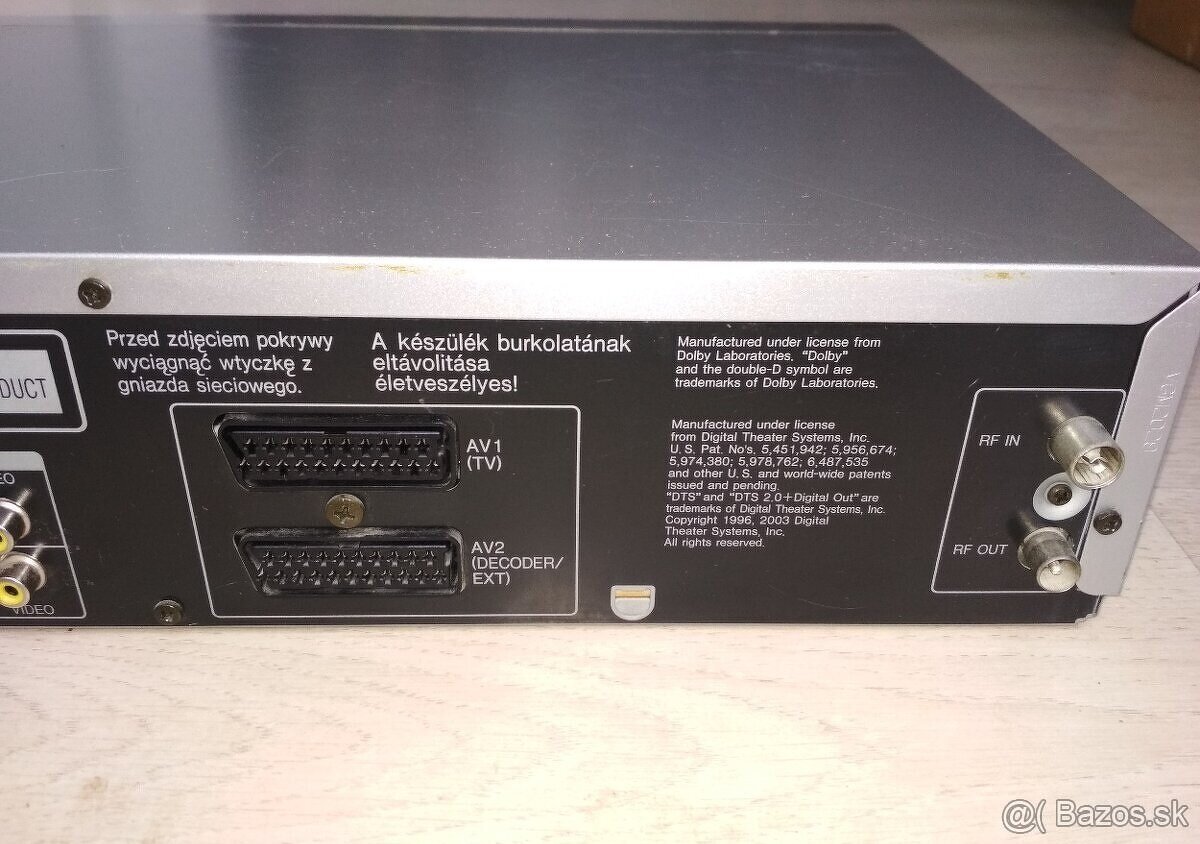 DUCT
EO
VIDEO
Przed zdjęciem pokrywy
wyciągnąć wtyczkę z
gniazda sieciowego.
A készülék burkolatának
eltávolitása
életveszélyes!
AV1
(TV)
AV2
(DECODER/
EXT)
Manufactured under license from
Dolby Laboratories. "Dolby"
and the double-D symbol are
trademarks of Dolby Laboratories.
Manufactured under license
from Digital Theater Systems, Inc.
U.S. Pat. No's. 5,451,942; 5,956,674;
5,974,380; 5,978,762; 6,487,535
and other U.S. and world-wide patents
issued and pending.
"DTS" and "DTS 2.0+Digital Out" are
trademarks of Digital Theater Systems, Inc.
Copyright 1996, 2003 Digital
Theater Systems, Inc.
All rights reserved.
RF IN
RF OUT
@( Bazos.sk